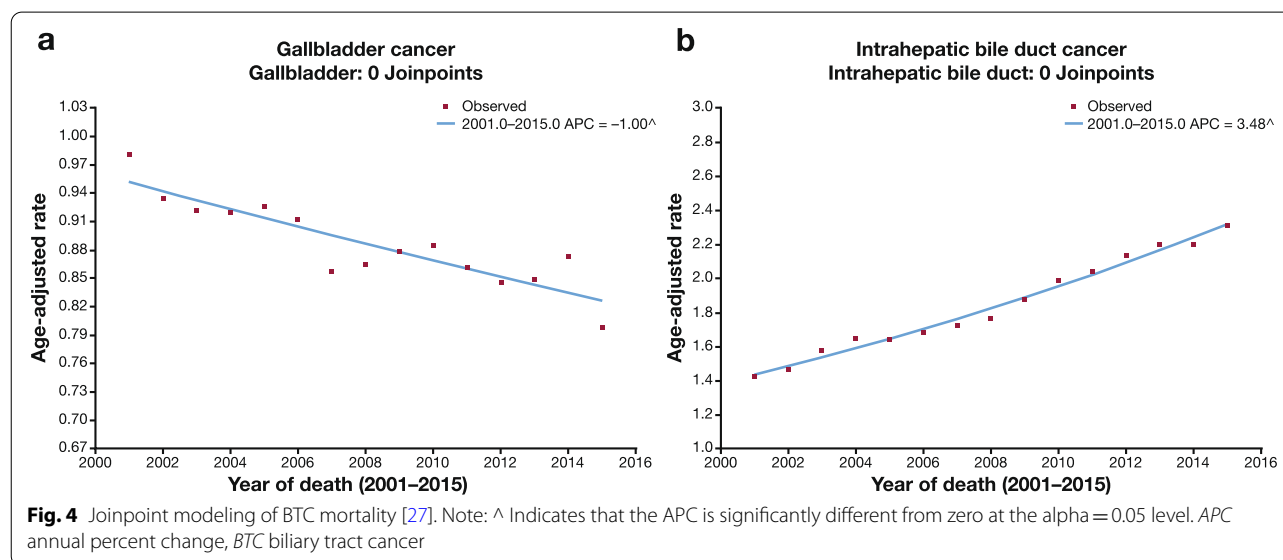 a
Gallbladder cancer
Gallbladder: 0 Joinpoints
Observed
2001.0–2015.0 APC = –1.00^
Age-adjusted rate
1.03
1.00
0.97
0.94
0.91
0.88
0.85
0.82
0.79
0.76
0.73
0.70
0.67
2000 2002 2004 2006 2008 2010 2012 2014 2016
Year of death (2001–2015)
b
Intrahepatic bile duct cancer
Intrahepatic bile duct: 0 Joinpoints
Observed
2001.0–2015.0 APC = 3.48^
Age-adjusted rate
3.0
2.8
2.6
2.4
2.2
2.0
1.8
1.6
1.4
1.2
1.0
2000 2002 2004 2006 2008 2010 2012 2014 2016
Year of death (2001–2015)
Fig. 4 Joinpoint modeling of BTC mortality [27]. Note: ^ Indicates that the APC is significantly different from zero at the alpha = 0.05 level. APC
annual percent change, BTC biliary tract cancer